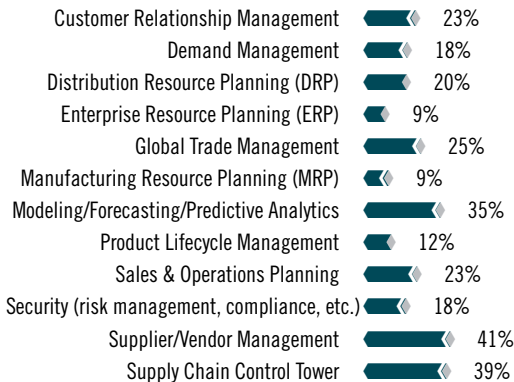 Customer Relationship Management 23%
Demand Management 18%
Distribution Resource Planning (DRP) 20%
Enterprise Resource Planning (ERP) 9%
Global Trade Management 25%
Manufacturing Resource Planning (MRP) 9%
Modeling/Forecasting/Predictive Analytics 35%
Product Lifecycle Management 12%
Sales & Operations Planning 23%
Security (risk management, compliance, etc.) 18%
Supplier/Vendor Management 41%
Supply Chain Control Tower 39%